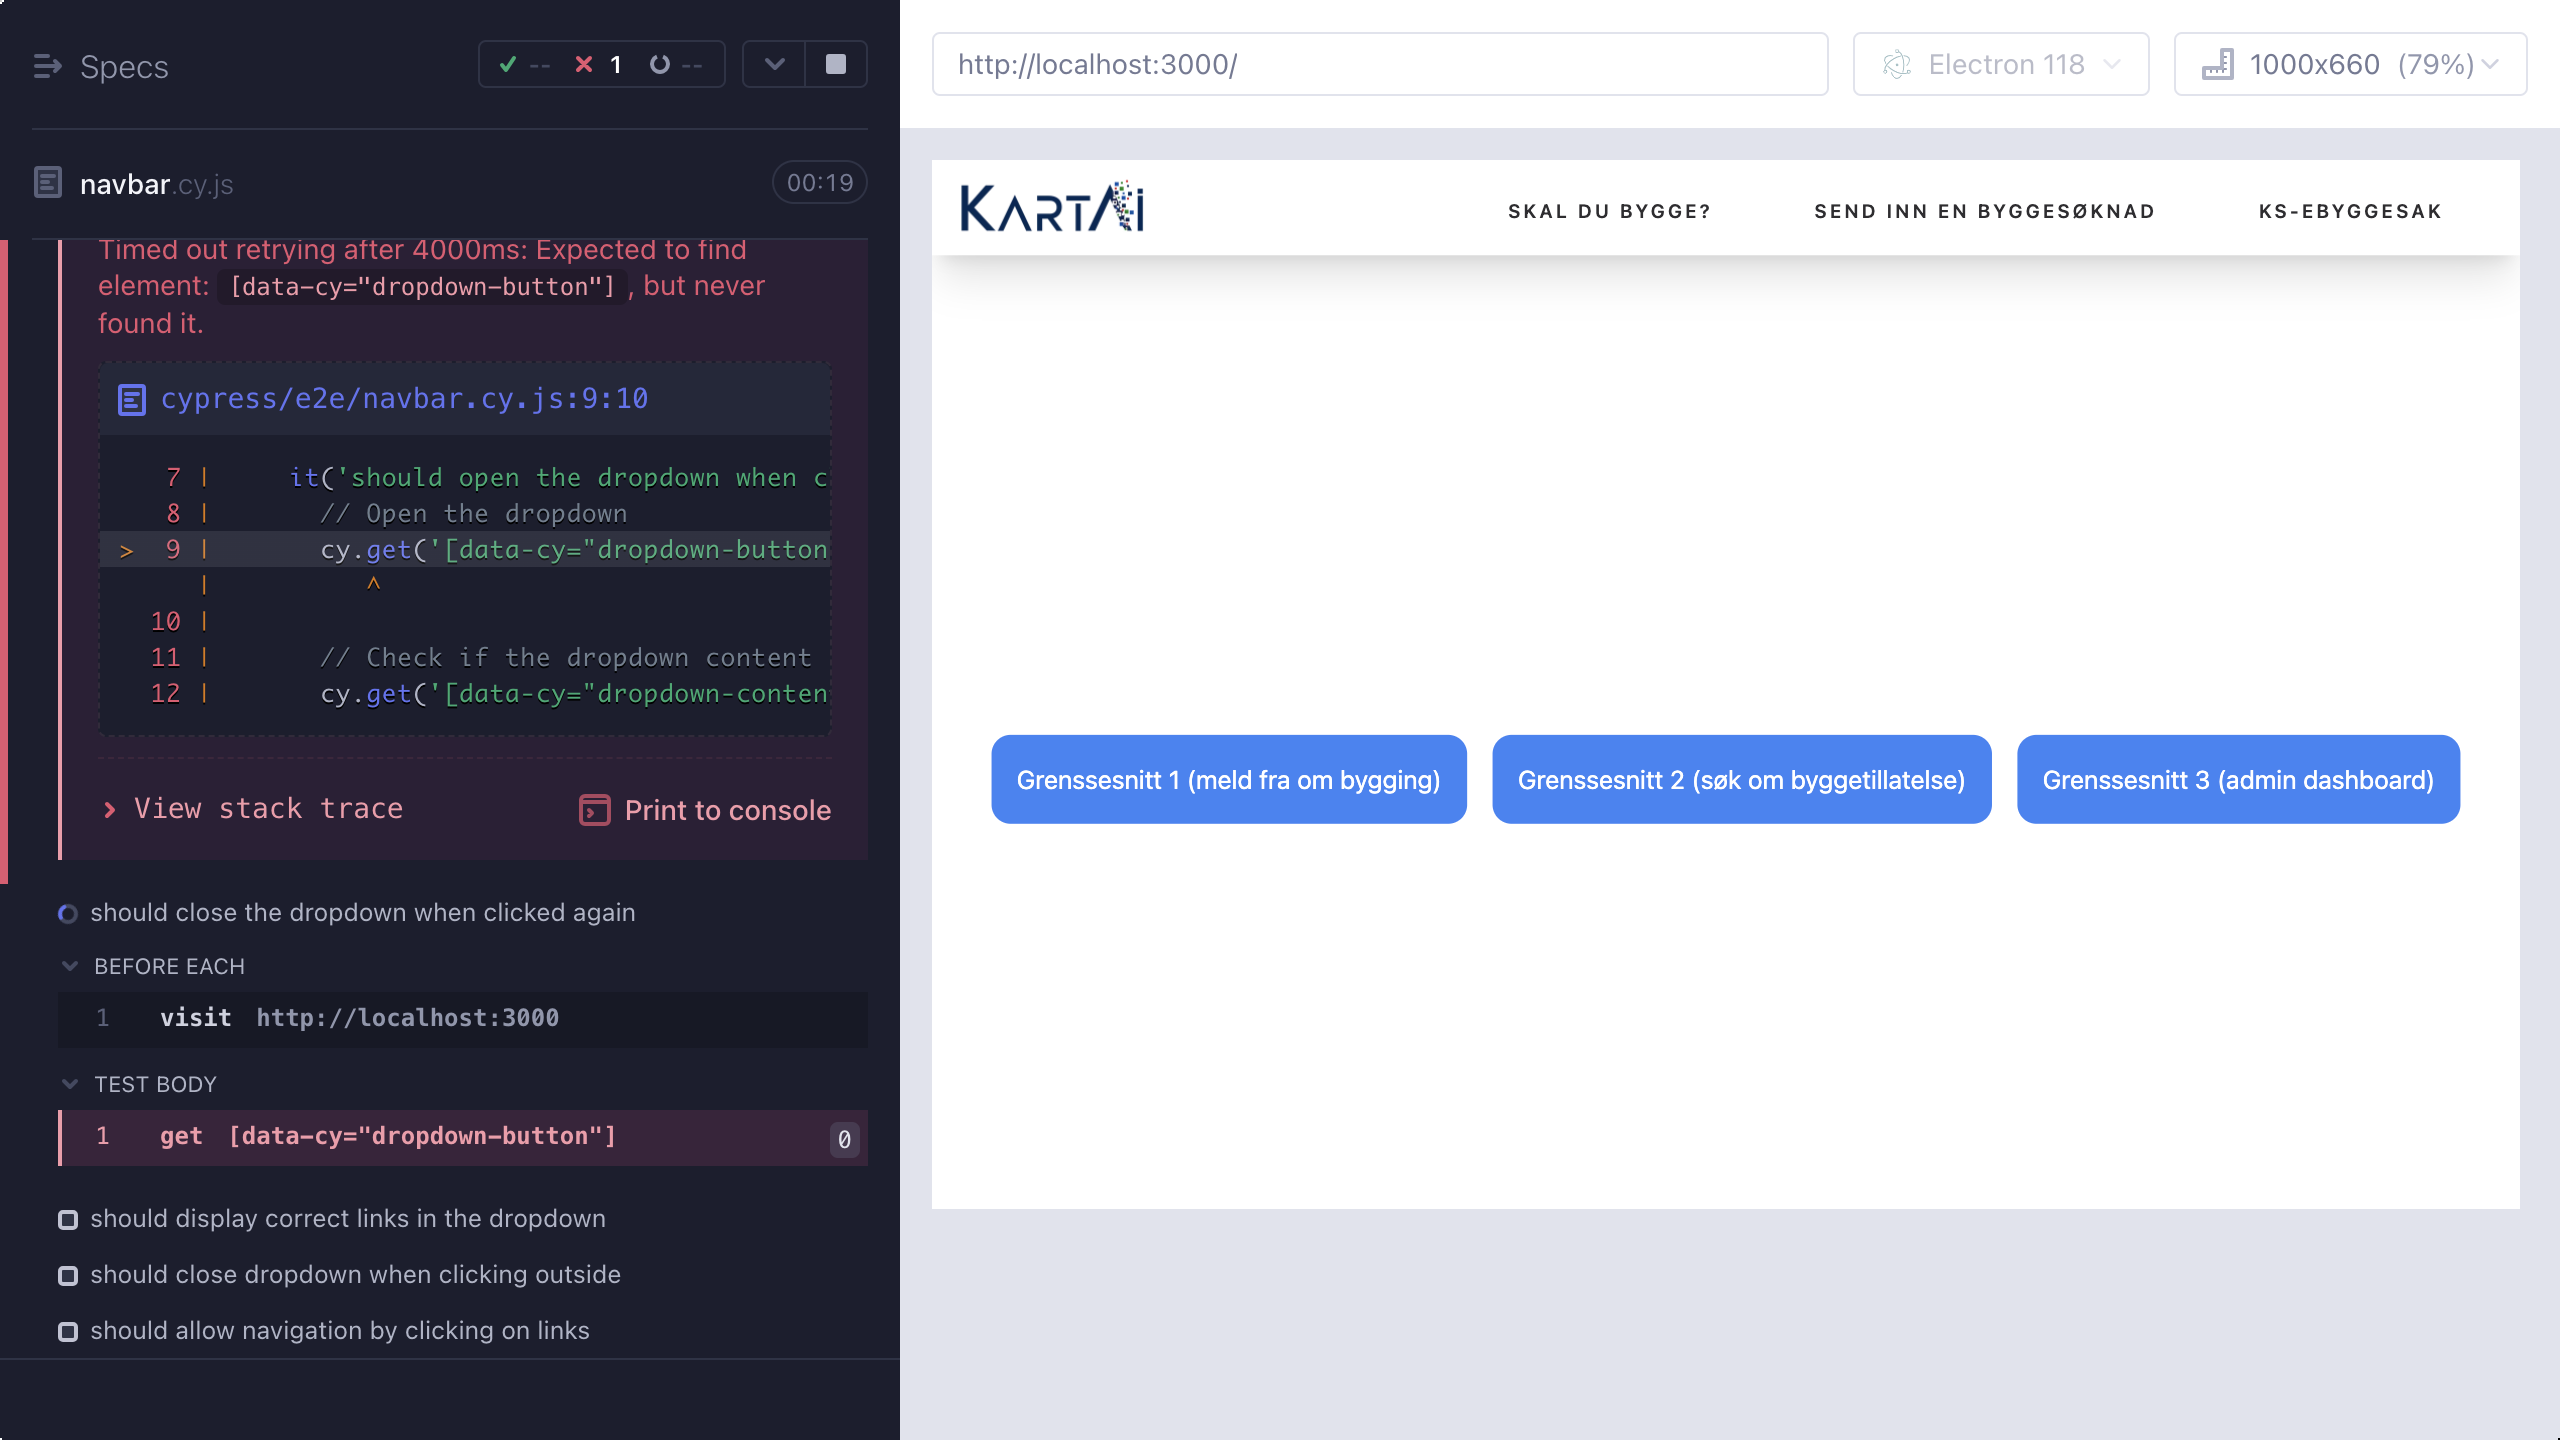 Specs
-- 1 --
navbar.cy.js
00:19
Timed out retrying after 4000ms: Expected to find
element: [data-cy="dropdown-button"] , but never
found it.
cypress/e2e/navbar.cy.js:9:10
7 | it('should open the dropdown when c
8 | // Open the dropdown
> 9 | cy.get('[data-cy="dropdown-button
| ^
10 |
11 | // Check if the dropdown content
12 | cy.get('[data-cy="dropdown-conten
View stack trace
Print to console
should close the dropdown when clicked again
BEFORE EACH
1 visit http://localhost:3000
TEST BODY
1 get [data-cy="dropdown-button"] 0
should display correct links in the dropdown
should close dropdown when clicking outside
should allow navigation by clicking on links
http://localhost:3000/
Electron 118
1000x660 (79%)
KARTAI
SKAL DU BYGGE?
SEND INN EN BYGGESØKNAD
KS-EBYGGESAK
Grenssesnitt 1 (meld fra om bygging)
Grenssesnitt 2 (søk om byggetillatelse)
Grenssesnitt 3 (admin dashboard)